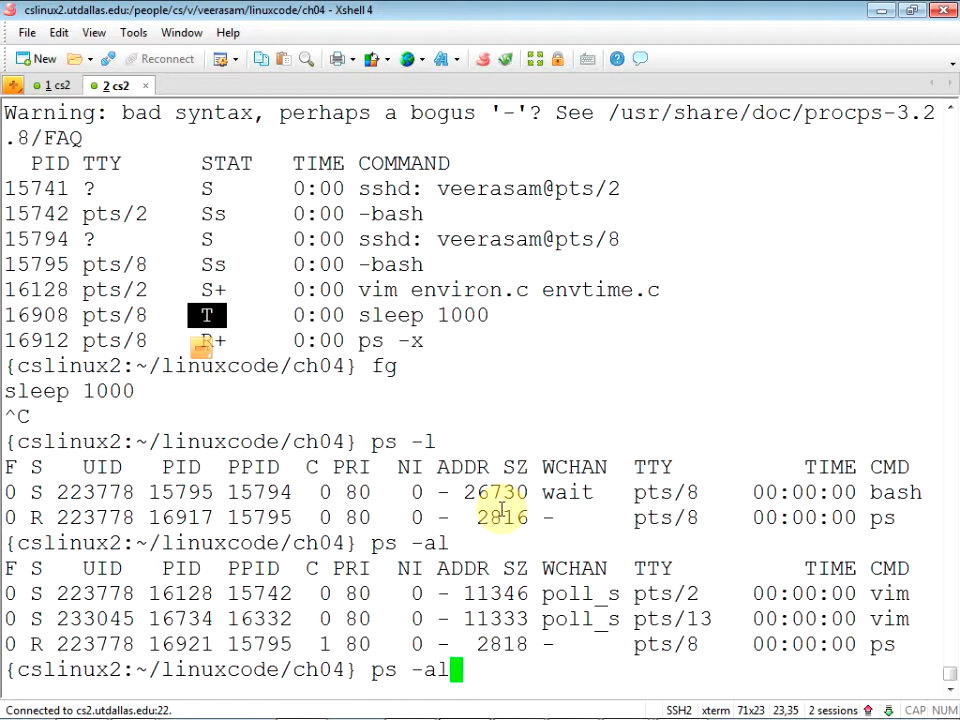 cslinux2.utdallas.edu:/people/cs/v/veerasam/linuxcode/ch04 - Xshell 4
File Edit View Tools Window Help
New Reconnect
1 cs2 2 cs2 ×
Warning: bad syntax, perhaps a bogus '-'? See /usr/share/doc/procps-3.2
.8/FAQ
PID TTY STAT TIME COMMAND
15741 ? S 0:00 sshd: veerasam@pts/2
15742 pts/2 Ss 0:00 -bash
15794 ? S 0:00 sshd: veerasam@pts/8
15795 pts/8 Ss 0:00 -bash
16128 pts/2 S+ 0:00 vim environ.c envtime.c
16908 pts/8 T 0:00 sleep 1000
16912 pts/8 R+ 0:00 ps -x
{cslinux2:~/linuxcode/ch04} fg
sleep 1000
^C
{cslinux2:~/linuxcode/ch04} ps -l
F S UID PID PPID C PRI NI ADDR SZ WCHAN TTY TIME CMD
0 S 223778 15795 15794 0 80 0 - 26730 wait pts/8 00:00:00 bash
0 R 223778 16917 15795 0 80 0 - 2816 - pts/8 00:00:00 ps
{cslinux2:~/linuxcode/ch04} ps -al
F S UID PID PPID C PRI NI ADDR SZ WCHAN TTY TIME CMD
0 S 223778 16128 15742 0 80 0 - 11346 poll_s pts/2 00:00:00 vim
0 S 233045 16734 16332 0 80 0 - 11333 poll_s pts/13 00:00:00 vim
0 R 223778 16921 15795 1 80 0 - 2818 - pts/8 00:00:00 ps
{cslinux2:~/linuxcode/ch04} ps -al
Connected to cs2.utdallas.edu:22. SSH2 xterm 71x23 23,35 2 sessions CAP NUM